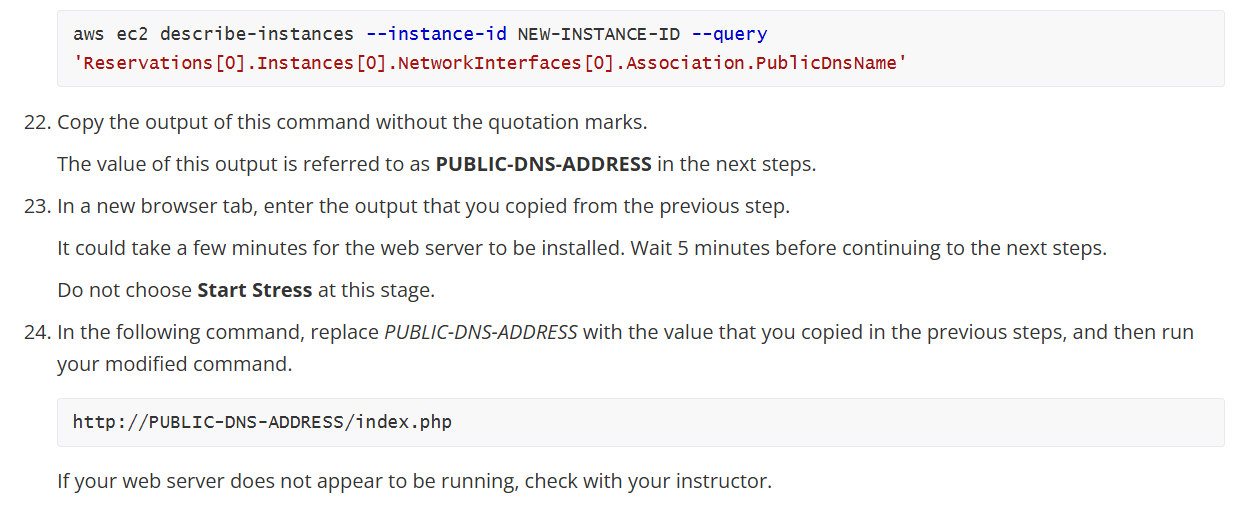 aws ec2 describe-instances --instance-id NEW-INSTANCE-ID --query
'Reservations[0].Instances[0].NetworkInterfaces[0].Association.PublicDnsName'
22. Copy the output of this command without the quotation marks.
The value of this output is referred to as PUBLIC-DNS-ADDRESS in the next steps.
23. In a new browser tab, enter the output that you copied from the previous step.
It could take a few minutes for the web server to be installed. Wait 5 minutes before continuing to the next steps.
Do not choose Start Stress at this stage.
24. In the following command, replace PUBLIC-DNS-ADDRESS with the value that you copied in the previous steps, and then run
your modified command.
http://PUBLIC-DNS-ADDRESS/index.php
If your web server does not appear to be running, check with your instructor.